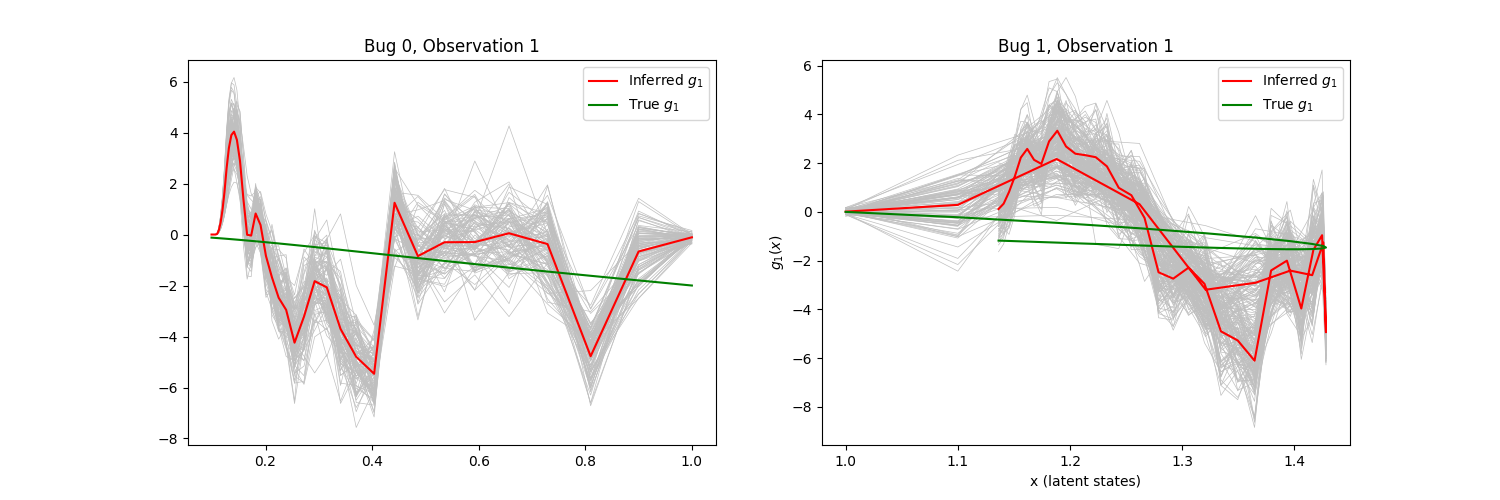 Bug 0, Observation 1
Inferred g₁
True g₁
6
4
2
0
−2
−4
−6
−8
0.2 0.4 0.6 0.8 1.0
Bug 1, Observation 1
Inferred g₁
True g₁
g₁(x)
6
4
2
0
−2
−4
−6
−8
1.0 1.1 1.2 1.3 1.4
x (latent states)